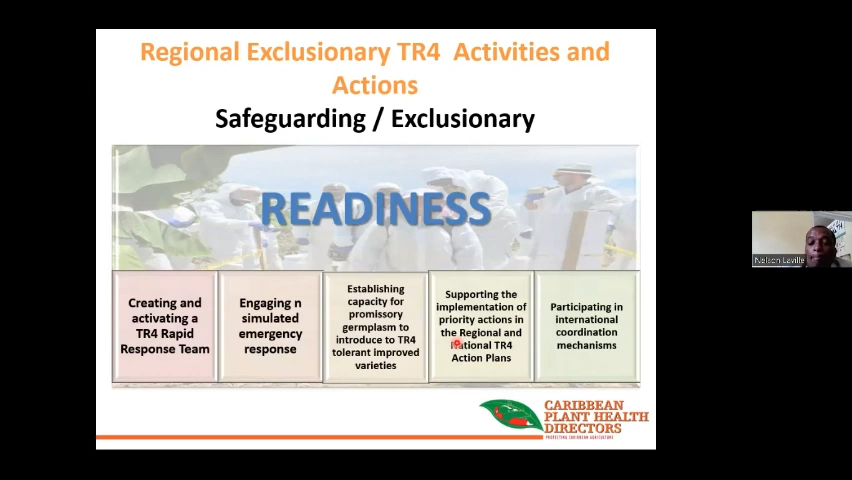 Regional Exclusionary TR4 Activities and
Actions
Safeguarding / Exclusionary
READINESS
Creating and
activating a
TR4 Rapid
Response Team
Engaging n
simulated
emergency
response
Establishing
capacity for
promissory
germplasm to
introduce to TR4
tolerant improved
varieties
Supporting the
implementation of
priority actions in
the Regional and
National TR4
Action Plans
Participating in
international
coordination
mechanisms
CARIBBEAN
PLANT HEALTH
DIRECTORS
PROTECTING CARIBBEAN AGRICULTURE
Nelson Laville